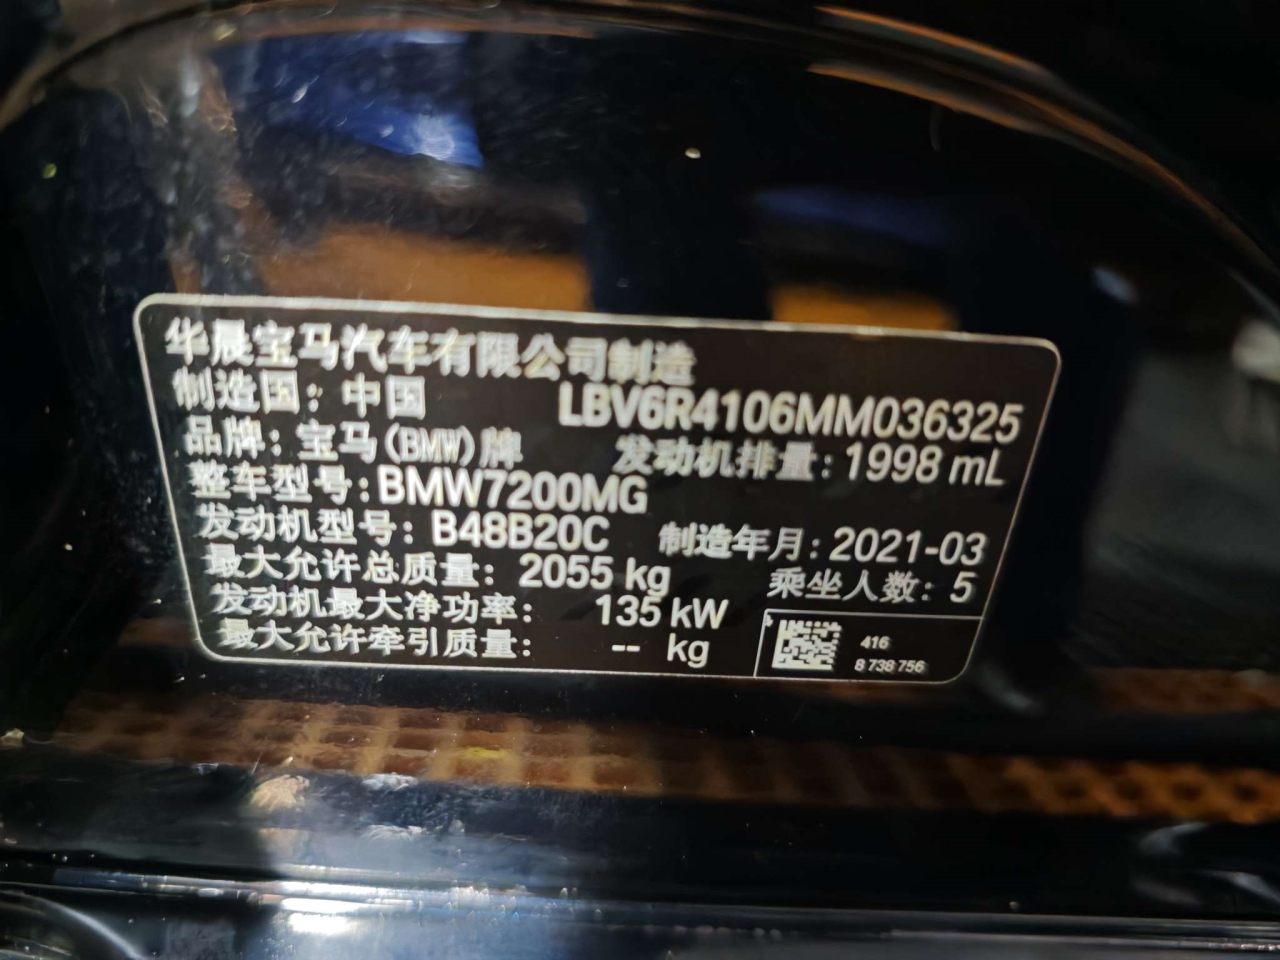 华晨宝马汽车有限公司制造
制造国：中国 LBV6R4106MM036325
品牌：宝马(BMW)牌 发动机排量：1998 mL
整车型号：BMW7200MG
发动机型号：B48B20C 制造年月：2021-03
最大允许总质量：2055 kg 乘坐人数：5
发动机最大净功率：135 kW
最大允许牵引质量：-- kg
416
8 738 756